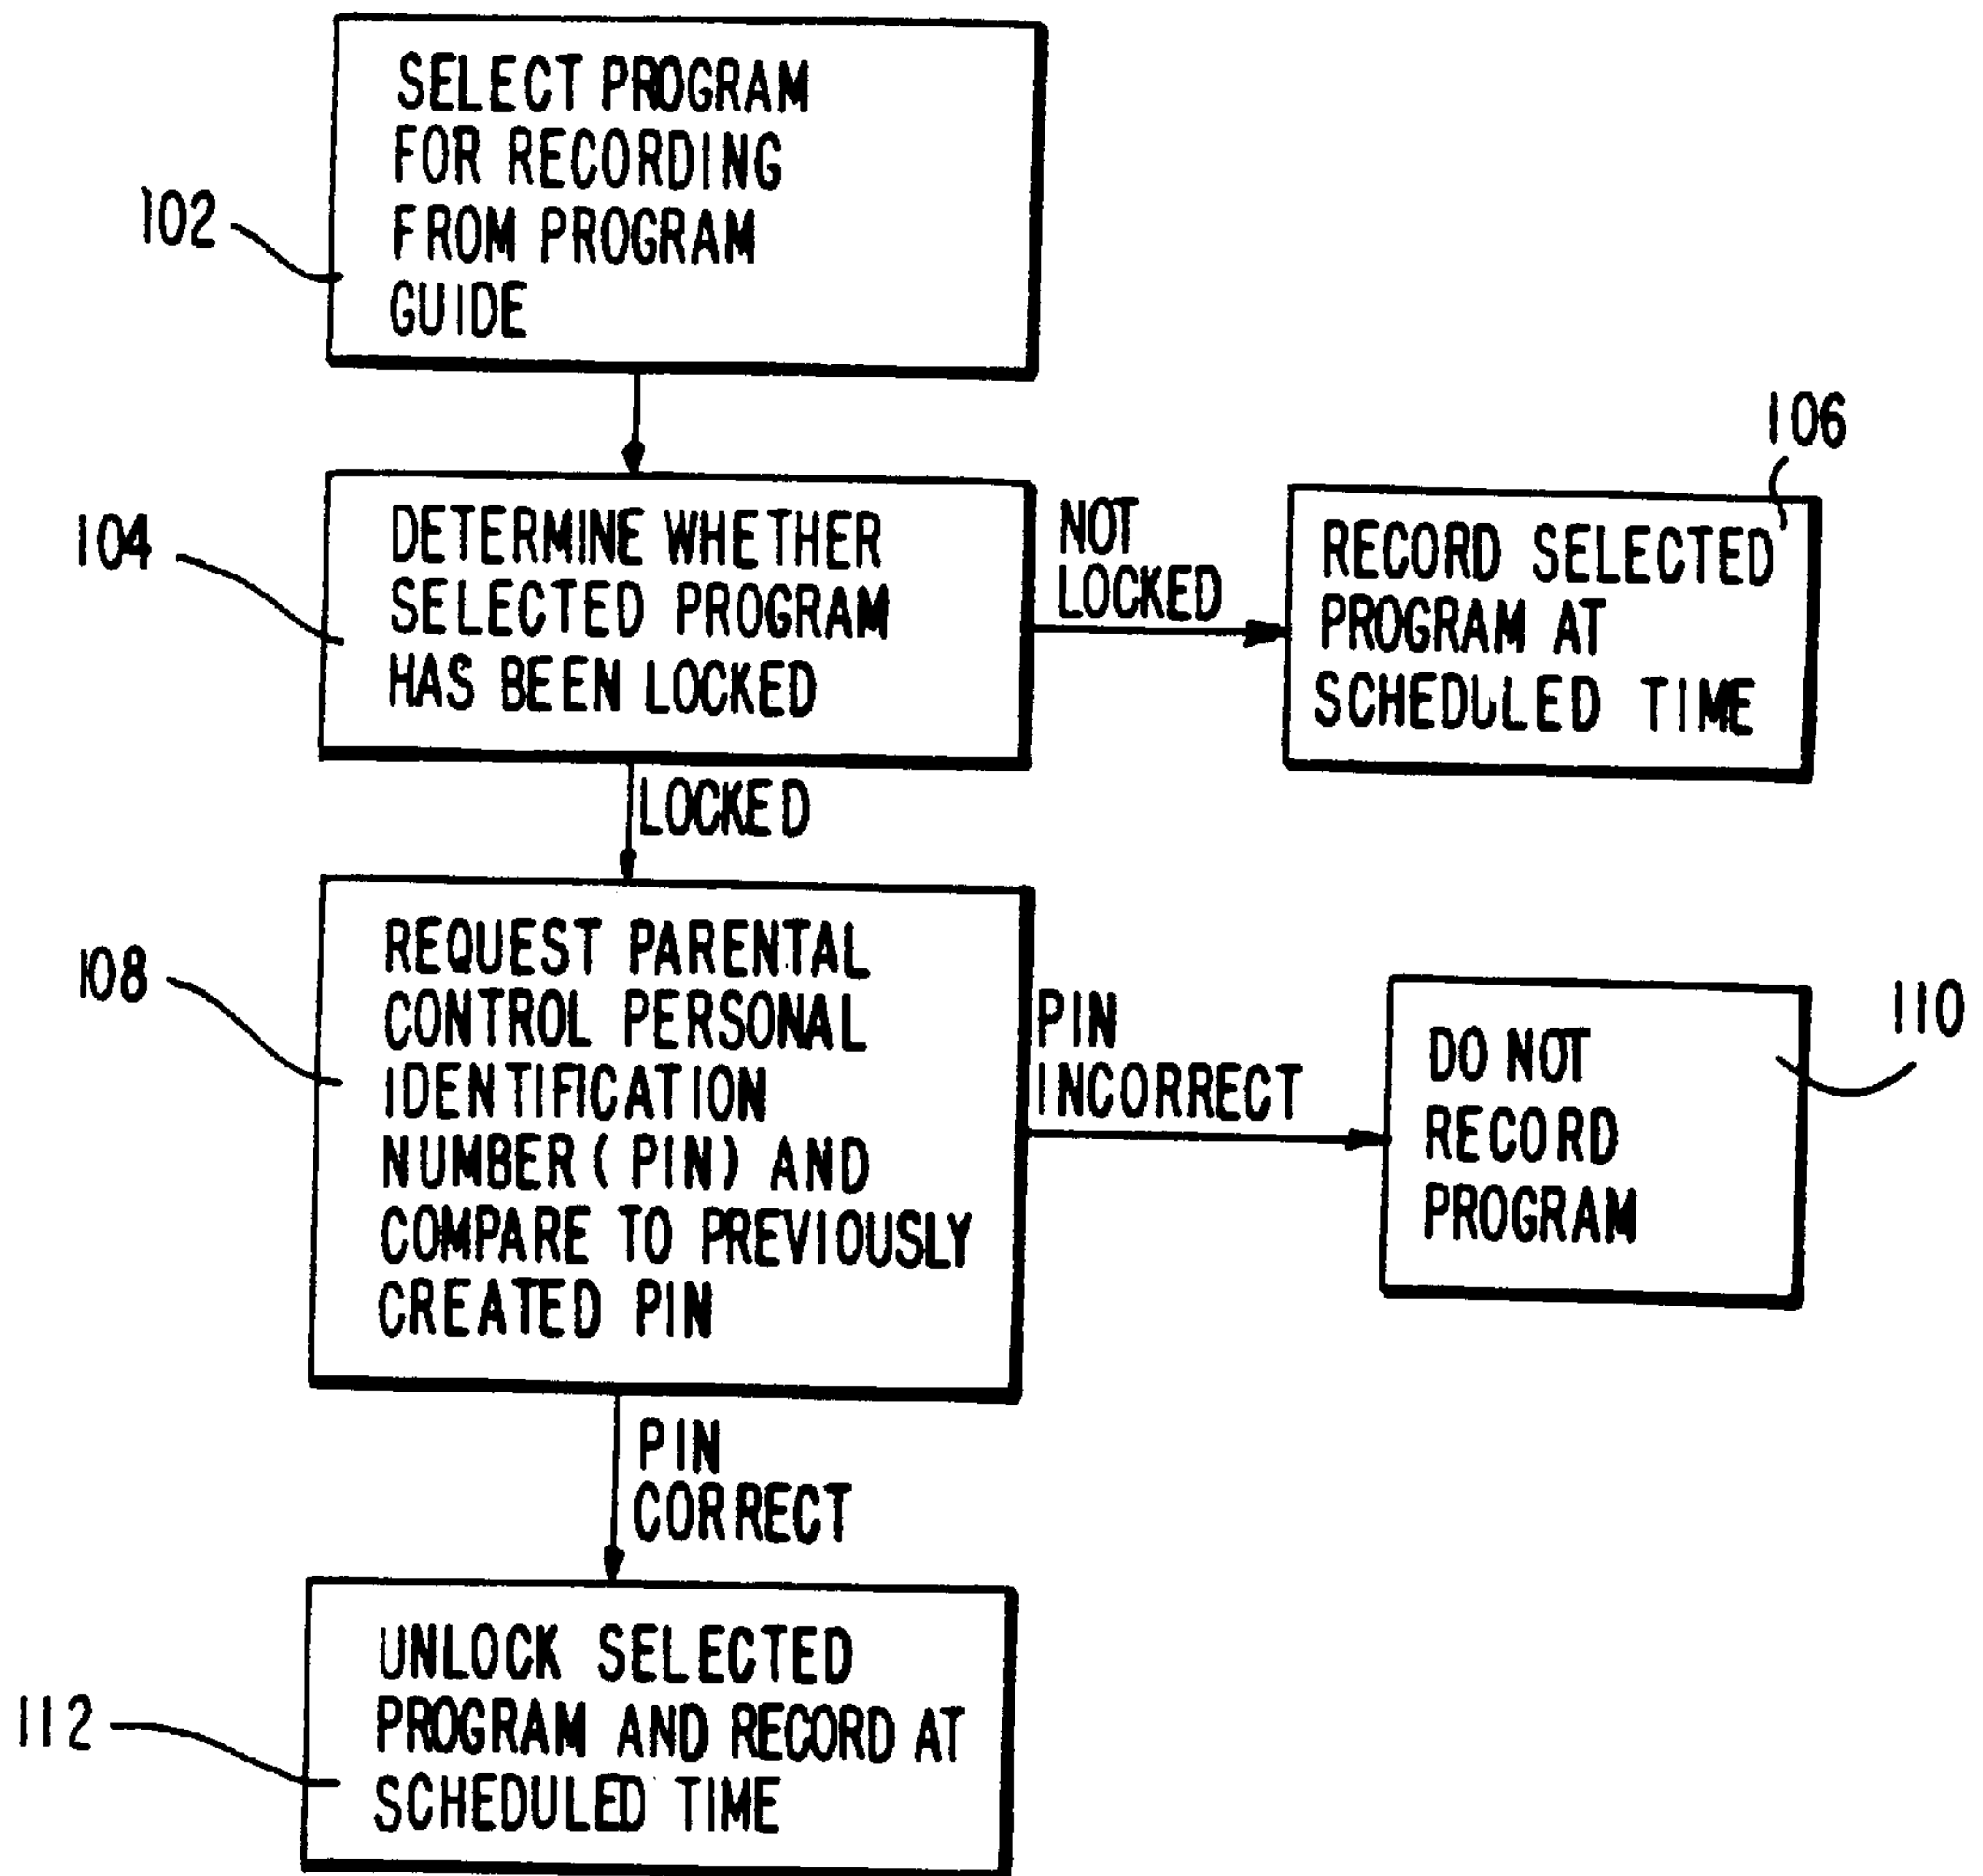 SELECT PROGRAM
FOR RECORDING
FROM PROGRAM
GUIDE
102
106
104
DETERMINE WHETHER
SELECTED PROGRAM
HAS BEEN LOCKED
NOT
LOCKED
RECORD SELECTED
PROGRAM AT
SCHEDULED TIME
LOCKED
108
REQUEST PARENTAL
CONTROL PERSONAL
IDENTIFICATION
NUMBER (PIN) AND
COMPARE TO PREVIOUSLY
CREATED PIN
PIN
INCORRECT
110
DO NOT
RECORD
PROGRAM
PIN
CORRECT
112
UNLOCK SELECTED
PROGRAM AND RECORD AT
SCHEDULED TIME